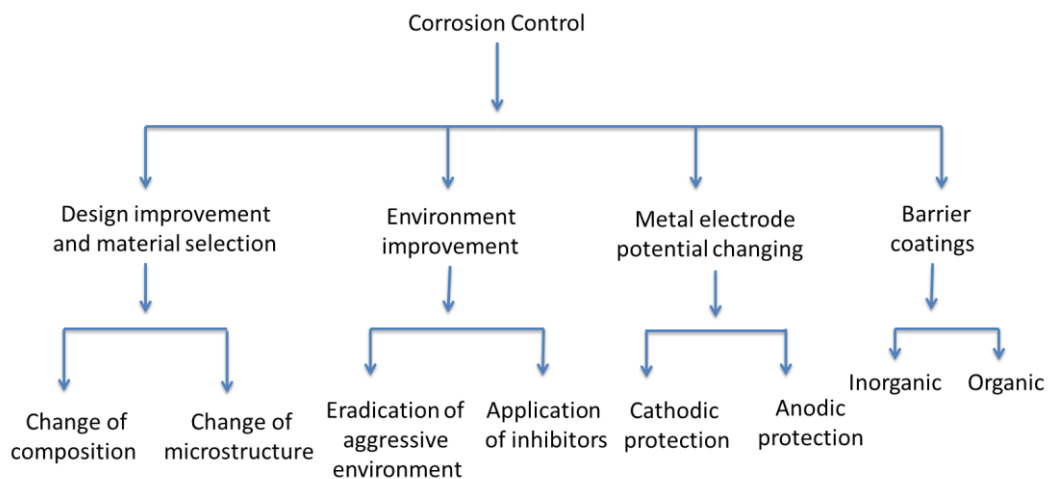 Corrosion Control
Design improvement
and material selection
Environment
improvement
Metal electrode
potential changing
Barrier
coatings
Change of
composition
Change of
microstructure
Eradication of
aggressive
environment
Application
of inhibitors
Cathodic
protection
Anodic
protection
Inorganic
Organic